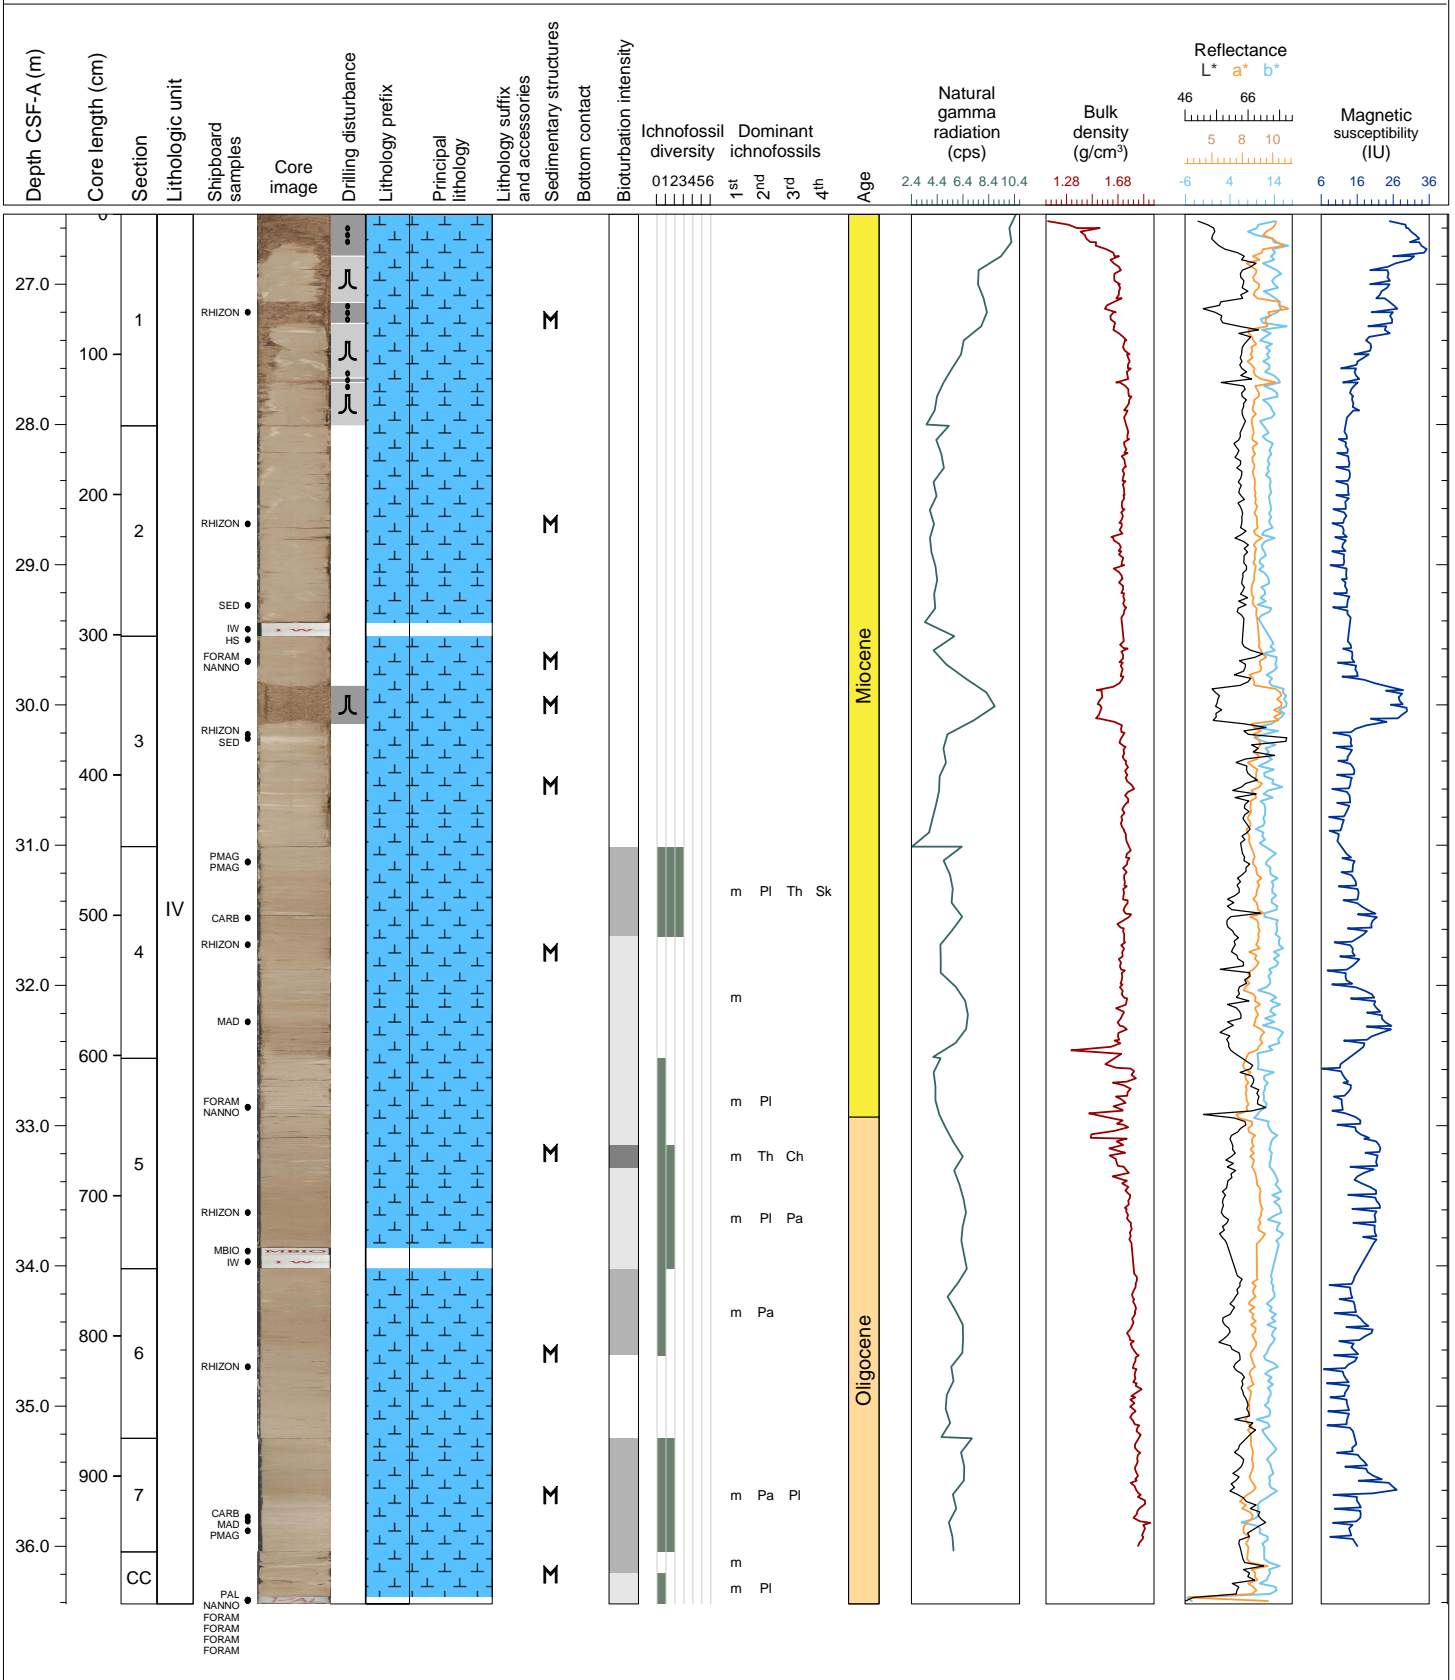 Depth CSF-A (m)
Core length (cm)
Section
Lithologic unit
Shipboard
samples
Core
image
Drilling disturbance
Lithology prefix
Principal
lithology
Lithology suffix
and accessories
Sedimentary structures
Bottom contact
Bioturbation intensity
Ichnofossil
diversity
0123456
Dominant
ichnofossils
1st
2nd
3rd
4th
Age
Natural
gamma
radiation
(cps)
2.4 4.4 6.4 8.4 10.4
Bulk
density
(g/cm³)
1.28 1.68
Reflectance
L* a* b*
46 66
5 8 10
-6 4 14
Magnetic
susceptibility
(IU)
6 16 26 36
0
27.0
1
RHIZON
M
100
28.0
200
2
RHIZON
M
29.0
SED
IW
IW
300
HS
FORAM
NANNO
M
Miocene
30.0
M
3
RHIZON
SED
400
M
31.0
PMAG
PMAG
m Pl Th Sk
500
IV
CARB
RHIZON
4
M
32.0
m
MAD
600
FORAM
NANNO
m Pl
33.0
5
M
m Th Ch
700
RHIZON
m Pl Pa
MBIO
MBIO
IW
IW
34.0
m Pa
800
6
M
RHIZON
Oligocene
35.0
900
7
M
m Pa Pl
CARB
MAD
PMAG
36.0
m
CC
M
m Pl
PAL
PAL
NANNO
FORAM
FORAM
FORAM
FORAM